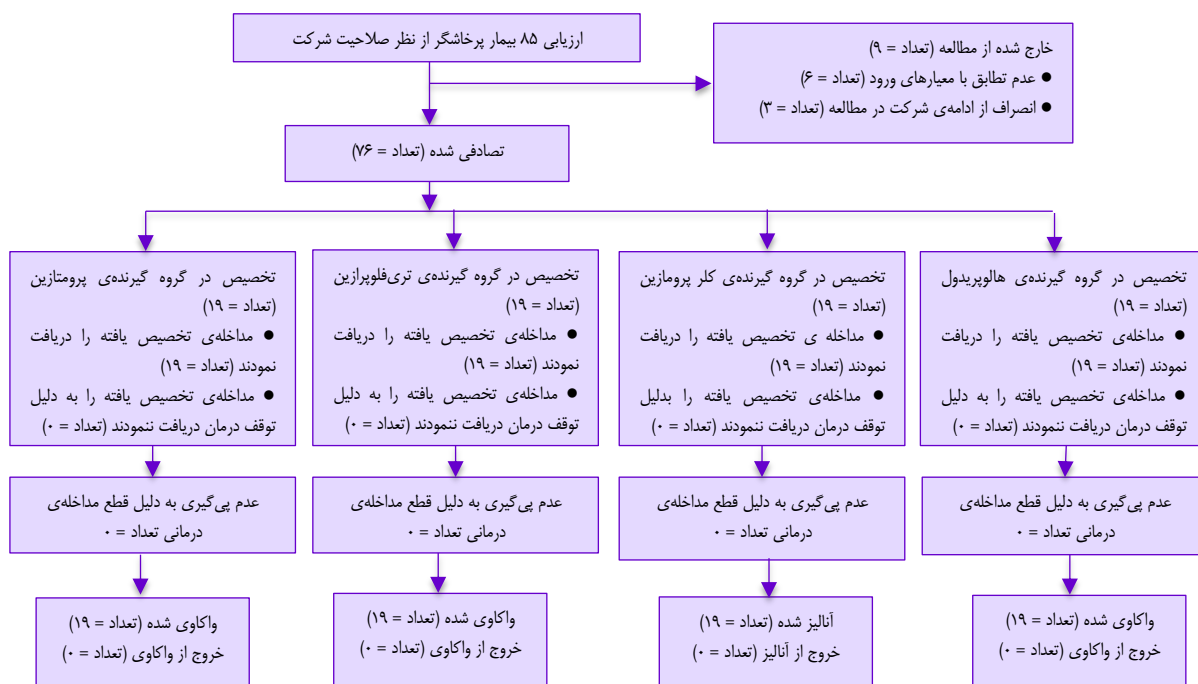 ارزیابی ۸۵ بیمار پرخاشگر از نظر صلاحیت شرکت
خارج شده از مطالعه (تعداد = ۹)
● عدم تطابق با معیارهای ورود (تعداد = ۶)
● انصراف از ادامه‌ی شرکت در مطالعه (تعداد = ۳)
تصادفی شده (تعداد = ۷۶)
تخصیص در گروه گیرنده‌ی هالوپریدول
(تعداد = ۱۹)
● مداخله‌ی تخصیص یافته را دریافت
نمودند (تعداد = ۱۹)
● مداخله‌ی تخصیص یافته را به دلیل
توقف درمان دریافت ننمودند (تعداد = ۰)
تخصیص در گروه گیرنده‌ی کلر پرومازین
(تعداد = ۱۹)
● مداخله ی تخصیص یافته را دریافت
نمودند (تعداد = ۱۹)
● مداخله‌ی تخصیص یافته را بدلیل
توقف درمان دریافت ننمودند (تعداد = ۰)
تخصیص در گروه گیرنده‌ی تری‌فلوپرازین
(تعداد = ۱۹)
● مداخله‌ی تخصیص یافته را دریافت
نمودند (تعداد = ۱۹)
● مداخله‌ی تخصیص یافته را به دلیل
توقف درمان دریافت ننمودند (تعداد = ۰)
تخصیص در گروه گیرنده‌ی پرومتازین
(تعداد = ۱۹)
● مداخله‌ی تخصیص یافته را دریافت
نمودند (تعداد = ۱۹)
● مداخله‌ی تخصیص یافته را به دلیل
توقف درمان دریافت ننمودند (تعداد = ۰)
عدم پی‌گیری به دلیل قطع مداخله‌ی
درمانی تعداد = ۰
عدم پی‌گیری به دلیل قطع مداخله‌ی
درمانی تعداد = ۰
عدم پی‌گیری به دلیل قطع مداخله‌ی
درمانی تعداد = ۰
عدم پی‌گیری به دلیل قطع مداخله‌ی
درمانی تعداد = ۰
واکاوی شده (تعداد = ۱۹)
خروج از واکاوی (تعداد = ۰)
آنالیز شده (تعداد = ۱۹)
خروج از آنالیز (تعداد = ۰)
واکاوی شده (تعداد = ۱۹)
خروج از واکاوی (تعداد = ۰)
واکاوی شده (تعداد = ۱۹)
خروج از واکاوی (تعداد = ۰)